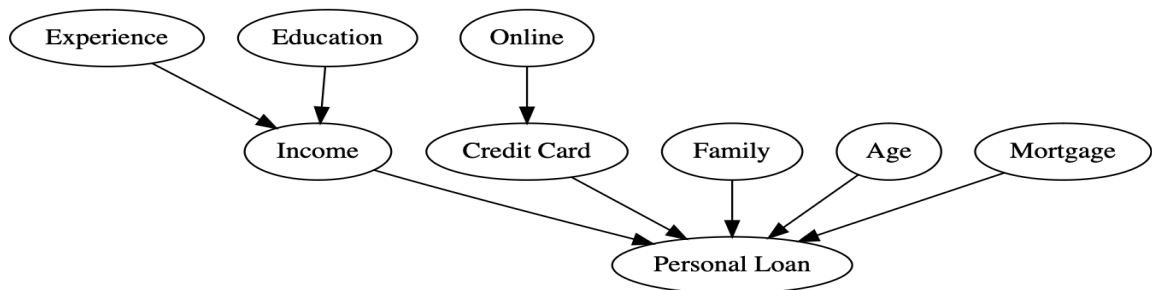 Experience
Education
Online
Income
Credit Card
Family
Age
Mortgage
Personal Loan